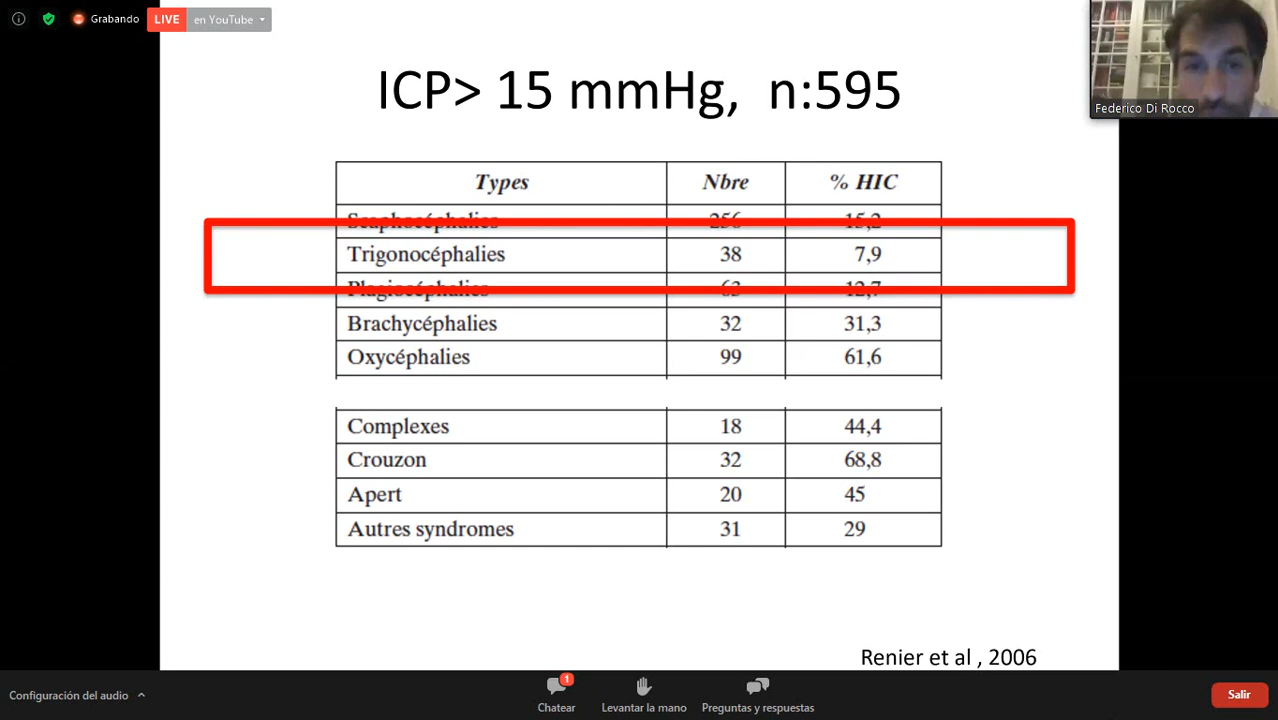 Grabando
LIVE en YouTube
ICP> 15 mmHg, n:595
Federico Di Rocco
Types Nbre % HIC
Scaphocéphalies 256 15,2
Trigonocéphalies 38 7,9
Plagiocéphalies 63 12,7
Brachycéphalies 32 31,3
Oxycéphalies 99 61,6
Complexes 18 44,4
Crouzon 32 68,8
Apert 20 45
Autres syndromes 31 29
Renier et al , 2006
Configuración del audio
1
Chatear
Levantar la mano
Preguntas y respuestas
Salir